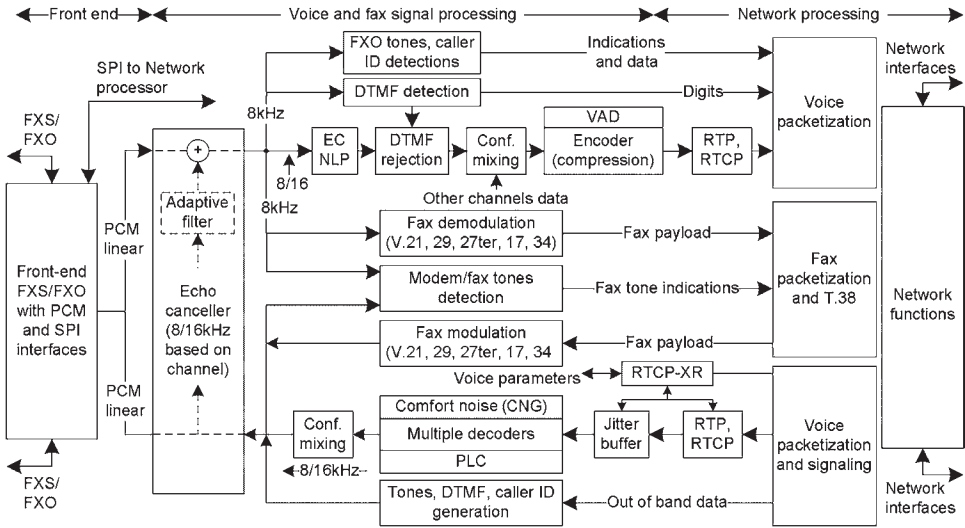 Front end
Voice and fax signal processing
Network processing
FXO tones, caller
ID detections
Indications
and data
Network
interfaces
SPI to Network
processor
8kHz
DTMF detection
Digits
Voice
packetization
FXS/
FXO
VAD
EC
NLP
DTMF
rejection
Conf.
mixing
Encoder
(compression)
RTP,
RTCP
+
8/16
8kHz
Other channels data
Adaptive
filter
PCM
linear
Fax demodulation
(V.21, 29, 27ter, 17, 34)
Fax payload
Fax
packetization
and T.38
Front-end
FXS/FXO
with PCM
and SPI
interfaces
Echo
canceller
(8/16kHz
based on
channel)
Modem/fax tones
detection
Fax tone indications
Network
functions
Fax modulation
(V.21, 29, 27ter, 17, 34
Fax payload
PCM
linear
Voice parameters
RTCP-XR
Comfort noise (CNG)
Conf.
mixing
Multiple decoders
Jitter
buffer
RTP,
RTCP
Voice
packetization
and signaling
PLC
8/16kHz
FXS/
FXO
Tones, DTMF, caller ID
generation
Out of band data
Network
interfaces